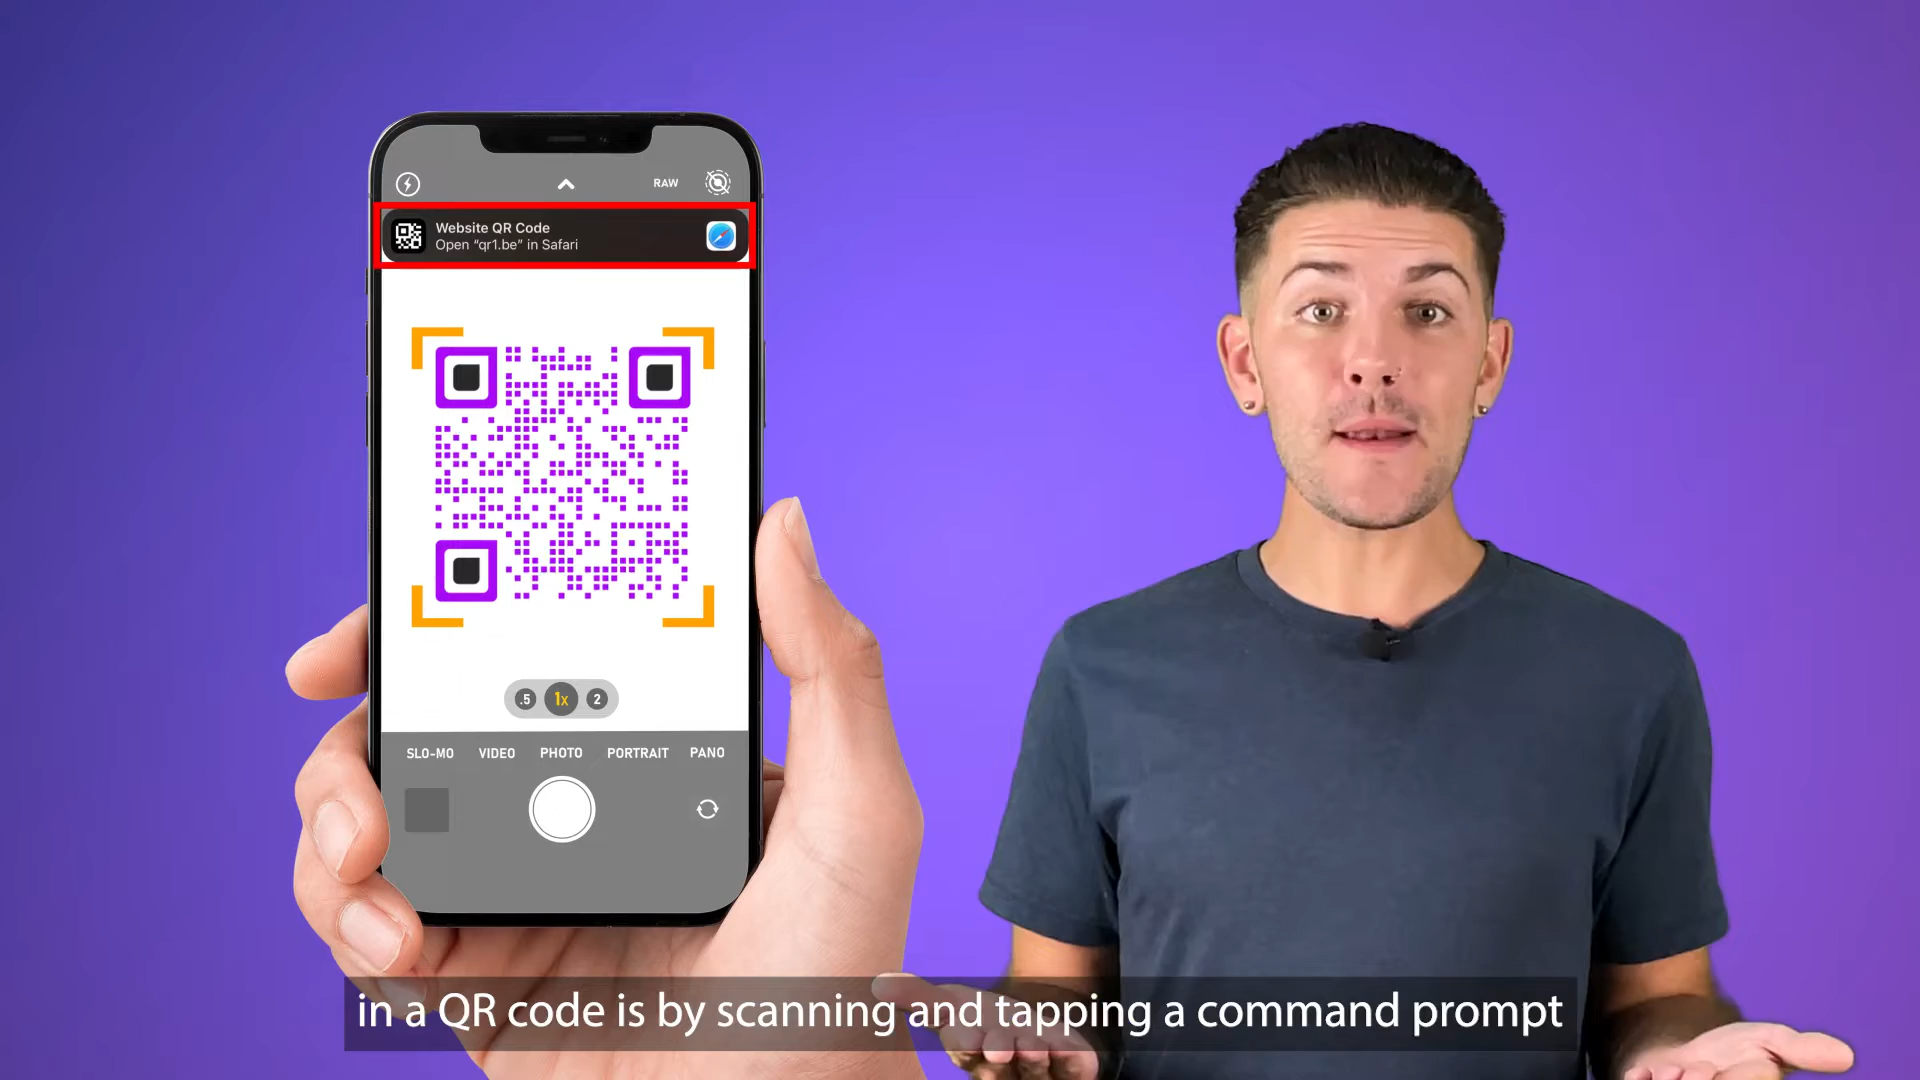 RAW
Website QR Code
Open “qr1.be” in Safari
.5 1x 2
SLO-MO VIDEO PHOTO PORTRAIT PANO
in a QR code is by scanning and tapping a command prompt